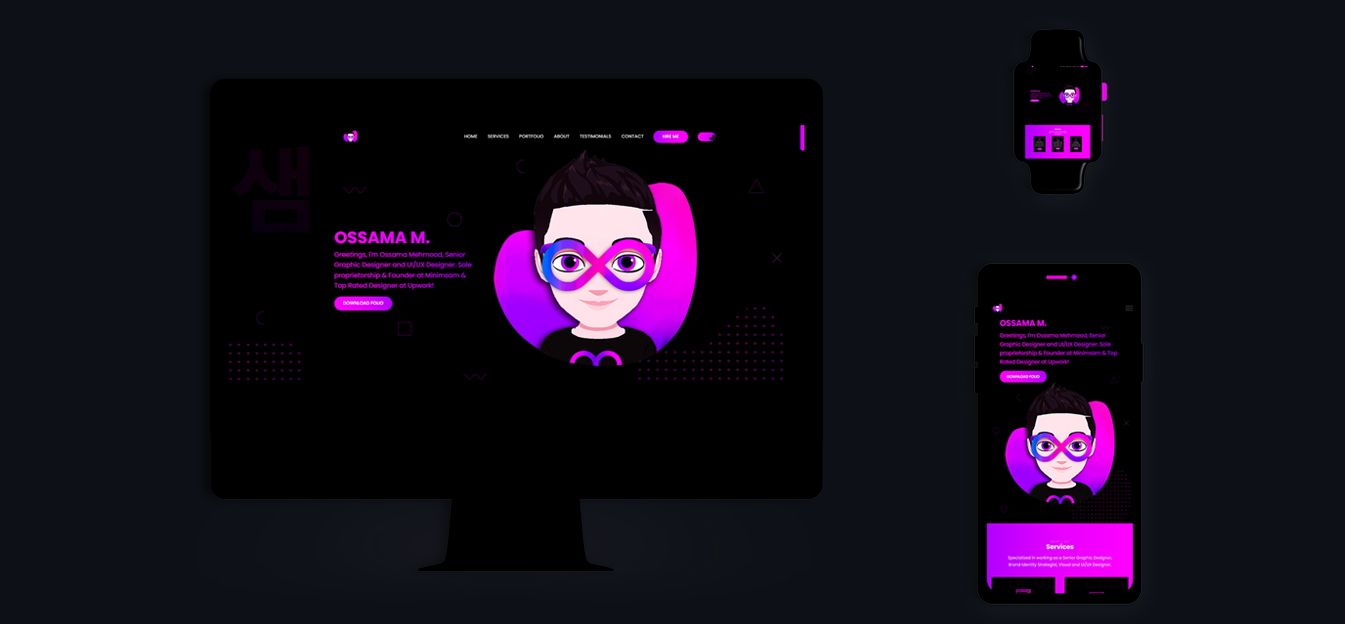 HOME SERVICES PORTFOLIO ABOUT TESTIMONIALS CONTACT HIRE ME
샘
OSSAMA M.
Greetings, I'm Ossama Mehmood, Senior
Graphic Designer and UI/UX Designer. Sole
proprietorship & Founder at Minimsam &
Top Rated Designer at Upwork!
DOWNLOAD FOLIO
OSSAMA M.
Greetings, I'm Ossama Mehmood, Senior
Graphic Designer and UI/UX Designer. Sole
proprietorship & Founder at Minimsam & Top
Rated Designer at Upwork!
DOWNLOAD FOLIO
Services
Specialized in working as a Senior Graphic Designer,
Brand Identity Strategist, Visual and UI/UX Designer.